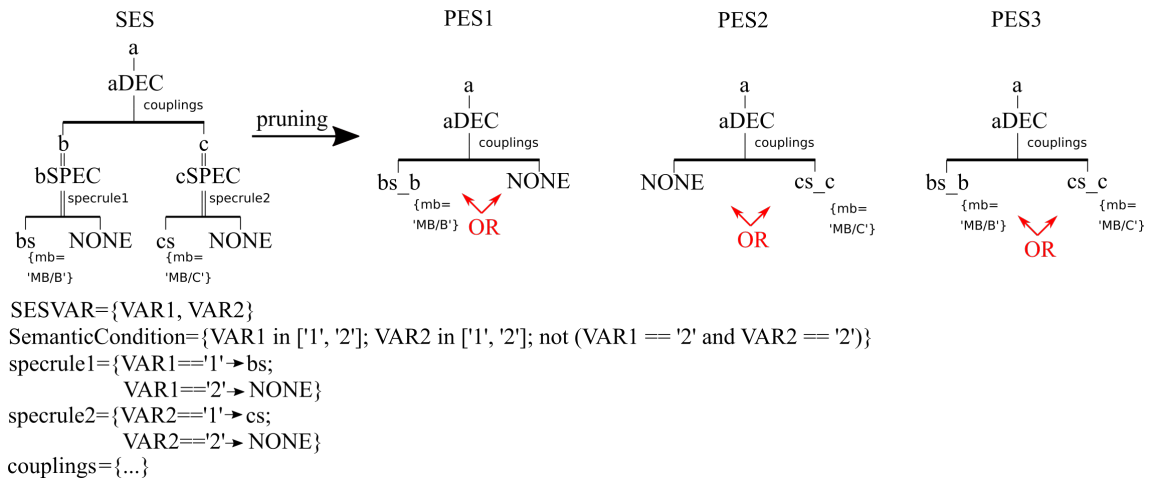 SES PES1 PES2 PES3
a
aDEC
couplings
b c
bSPEC cSPEC
specrule1 specrule2
bs NONE cs NONE
{mb= {mb=
'MB/B'} 'MB/C'}
pruning
a
aDEC
couplings
bs_b NONE
{mb=
'MB/B'}
OR
a
aDEC
couplings
NONE cs_c
{mb=
'MB/C'}
OR
a
aDEC
couplings
bs_b cs_c
{mb= {mb=
'MB/B'} 'MB/C'}
OR
SESVAR={VAR1, VAR2}
SemanticCondition={VAR1 in ['1', '2']; VAR2 in ['1', '2']; not (VAR1 == '2' and VAR2 == '2')}
specrule1={VAR1=='1'→bs;
VAR1=='2'→NONE}
specrule2={VAR2=='1'→cs;
VAR2=='2'→NONE}
couplings={...}